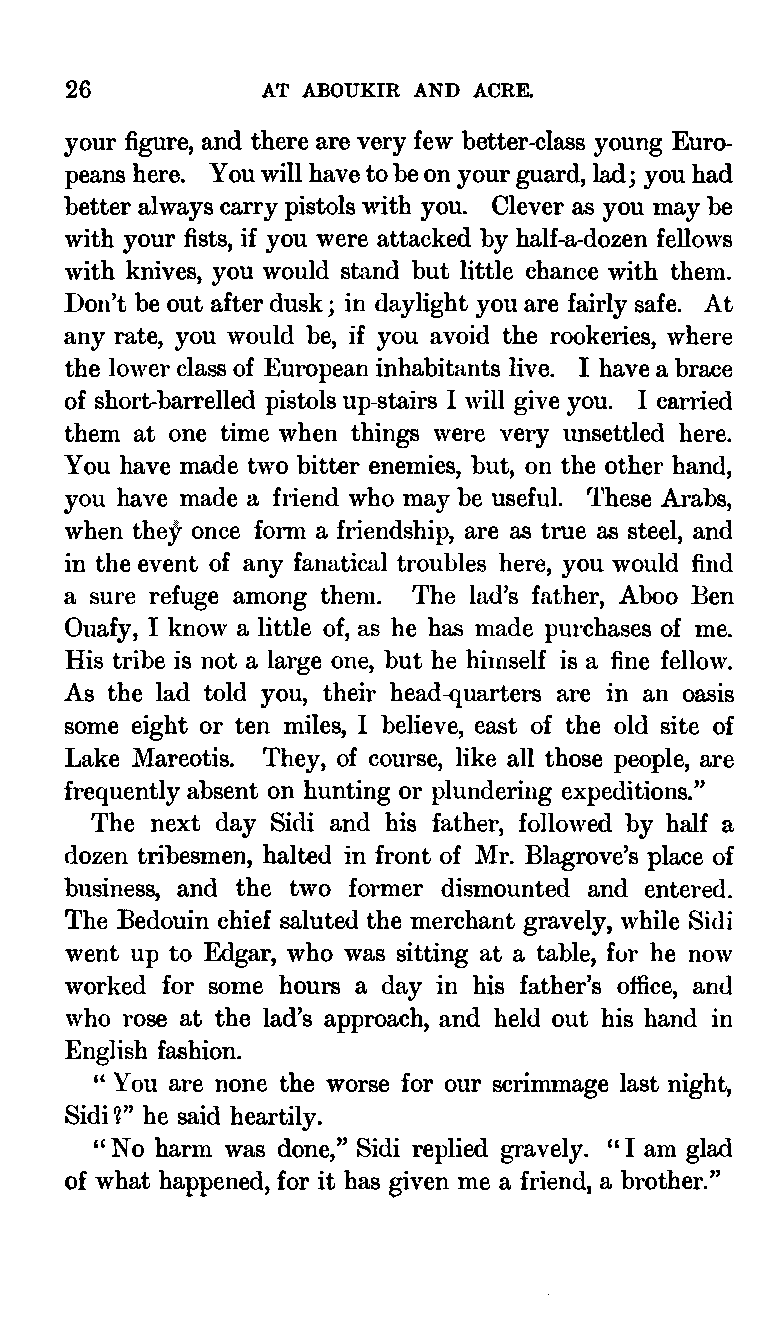 26 AT ABOUKIR AND ACRE.
your figure, and there are very few better-class young Euro-
peans here. You will have to be on your guard, lad; you had
better always carry pistols with you. Clever as you may be
with your fists, if you were attacked by half-a-dozen fellows
with knives, you would stand but little chance with them.
Don't be out after dusk; in daylight you are fairly safe. At
any rate, you would be, if you avoid the rookeries, where
the lower class of European inhabitants live. I have a brace
of short-barrelled pistols up-stairs I will give you. I carried
them at one time when things were very unsettled here.
You have made two bitter enemies, but, on the other hand,
you have made a friend who may be useful. These Arabs,
when they once form a friendship, are as true as steel, and
in the event of any fanatical troubles here, you would find
a sure refuge among them. The lad's father, Aboo Ben
Ouafy, I know a little of, as he has made purchases of me.
His tribe is not a large one, but he himself is a fine fellow.
As the lad told you, their head-quarters are in an oasis
some eight or ten miles, I believe, east of the old site of
Lake Mareotis. They, of course, like all those people, are
frequently absent on hunting or plundering expeditions."
The next day Sidi and his father, followed by half a
dozen tribesmen, halted in front of Mr. Blagrove's place of
business, and the two former dismounted and entered.
The Bedouin chief saluted the merchant gravely, while Sidi
went up to Edgar, who was sitting at a table, for he now
worked for some hours a day in his father's office, and
who rose at the lad's approach, and held out his hand in
English fashion.
"You are none the worse for our scrimmage last night,
Sidi?" he said heartily.
"No harm was done," Sidi replied gravely. "I am glad
of what happened, for it has given me a friend, a brother."